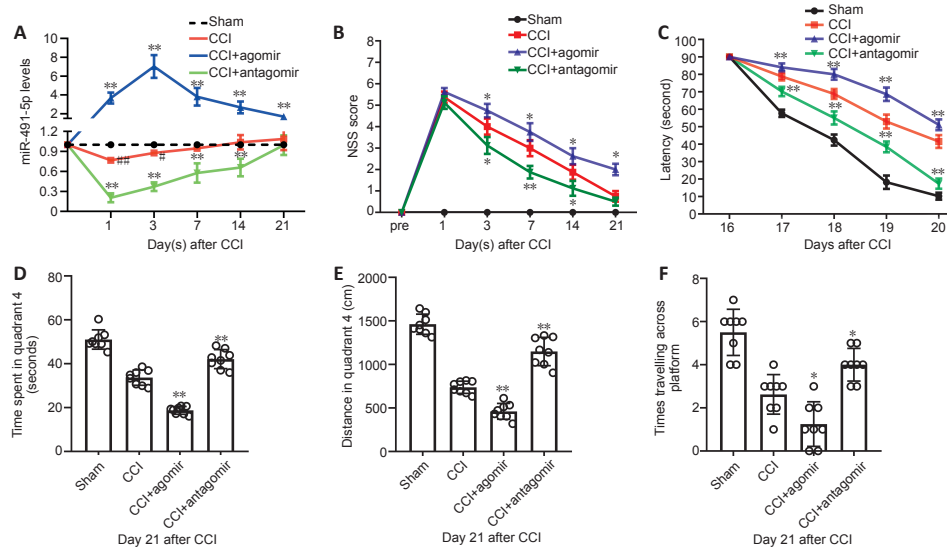 A
Sham
CCI
CCI+agomir
CCI+antagomir
miR-491-5p levels
10
8
6
4
2
1.2
0.9
0.6
0.3
0
** ** ** ** **
## #
** ** ** **
1 3 7 14 21
Day(s) after CCI
B
Sham
CCI
CCI+agomir
CCI+antagomir
NSS score
8
7
6
5
4
3
2
1
0
* * * *
* ** *
pre 1 3 7 14 21
Day(s) after CCI
C
Sham
CCI
CCI+agomir
CCI+antagomir
Latency (second)
100
90
80
70
60
50
40
30
20
10
0
** ** ** **
** ** ** **
16 17 18 19 20
Days after CCI
D
Time spent in quadrant 4
(seconds)
80
60
40
20
0
** **
Sham
CCI
CCI+agomir
CCI+antagomir
Day 21 after CCI
E
Distance in quadrant 4 (cm)
2000
1500
1000
500
0
** **
Sham
CCI
CCI+agomir
CCI+antagomir
Day 21 after CCI
F
Times travelling across
platform
8
6
4
2
0
* *
Sham
CCI
CCI+agomir
CCI+antagomir
Day 21 after CCI